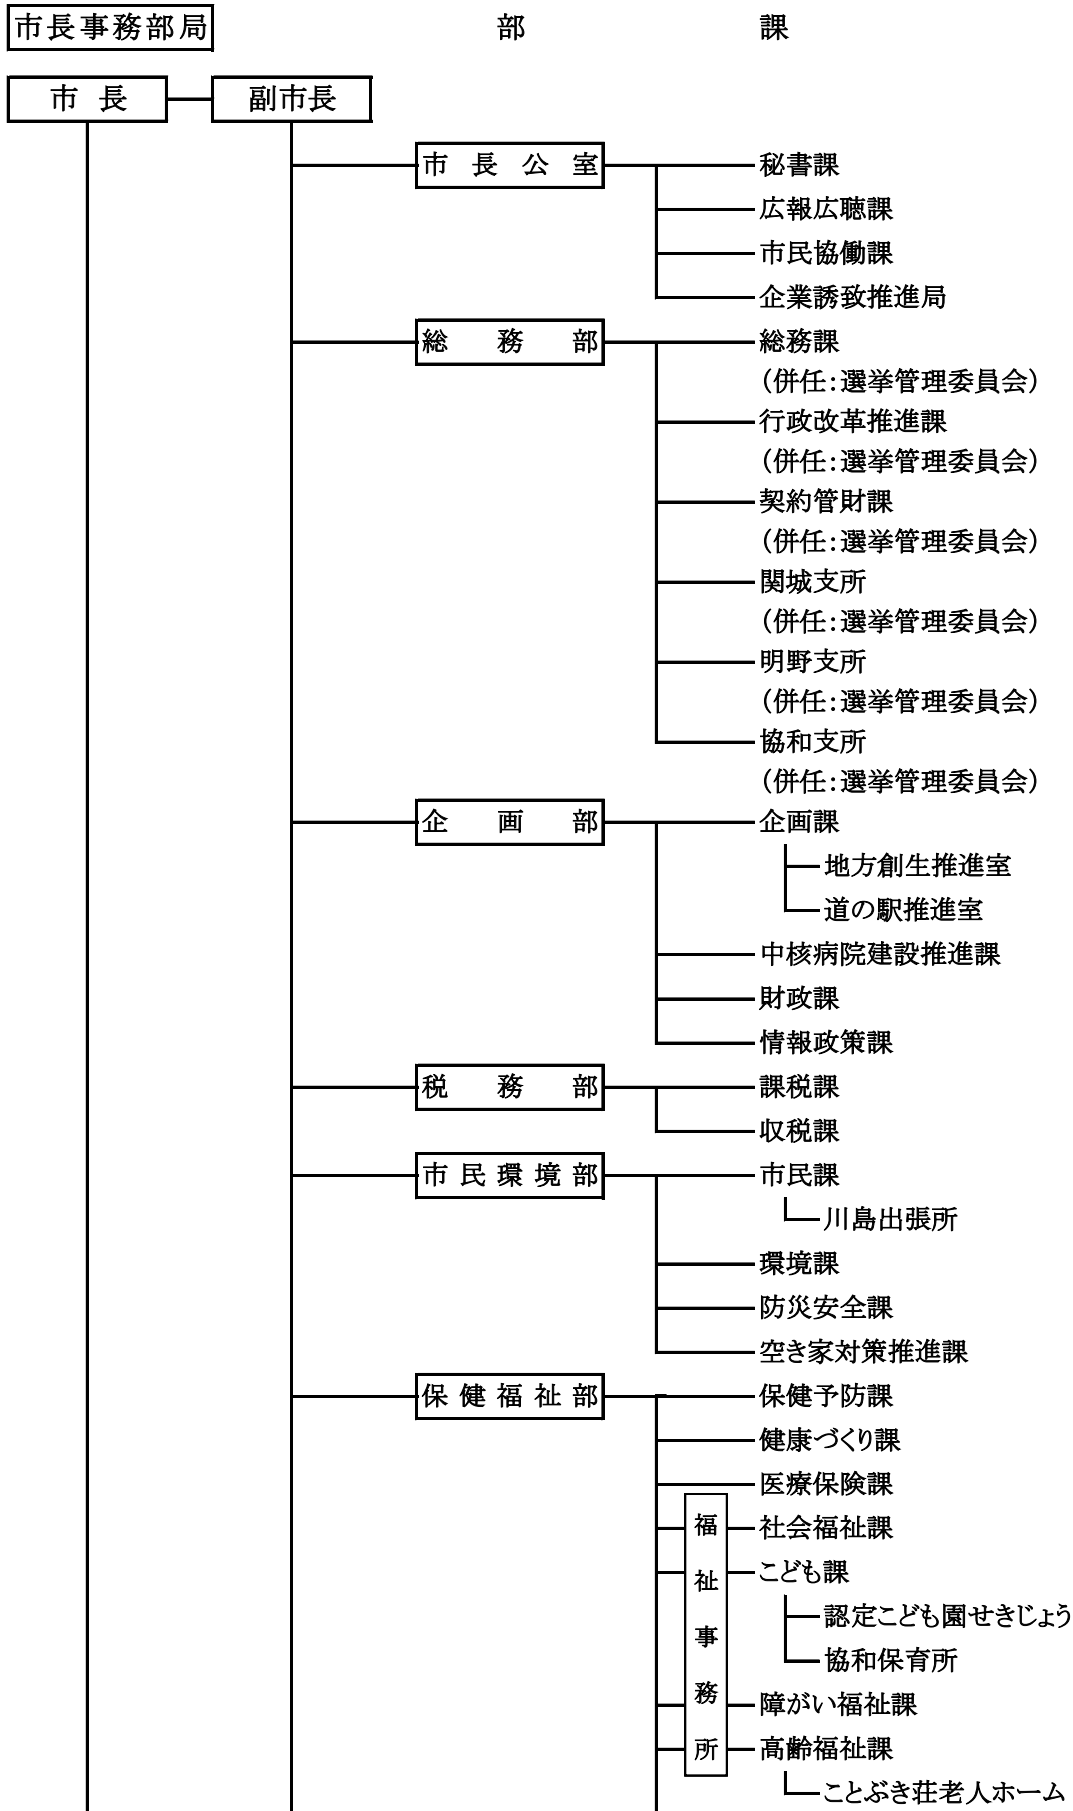 市長事務部局 部 課
市長 副市長
市長公室 秘書課
広報広聴課
市民協働課
企業誘致推進局
総務部 総務課
（併任：選挙管理委員会）
行政改革推進課
（併任：選挙管理委員会）
契約管財課
（併任：選挙管理委員会）
関城支所
（併任：選挙管理委員会）
明野支所
（併任：選挙管理委員会）
協和支所
（併任：選挙管理委員会）
企画部 企画課
地方創生推進室
道の駅推進室
中核病院建設推進課
財政課
情報政策課
税務部 課税課
収税課
市民環境部 市民課
川島出張所
環境課
防災安全課
空き家対策推進課
保健福祉部 保健予防課
健康づくり課
医療保険課
福祉事務所
社会福祉課
こども課
認定こども園せきじょう
協和保育所
障がい福祉課
高齢福祉課
ことぶき荘老人ホーム